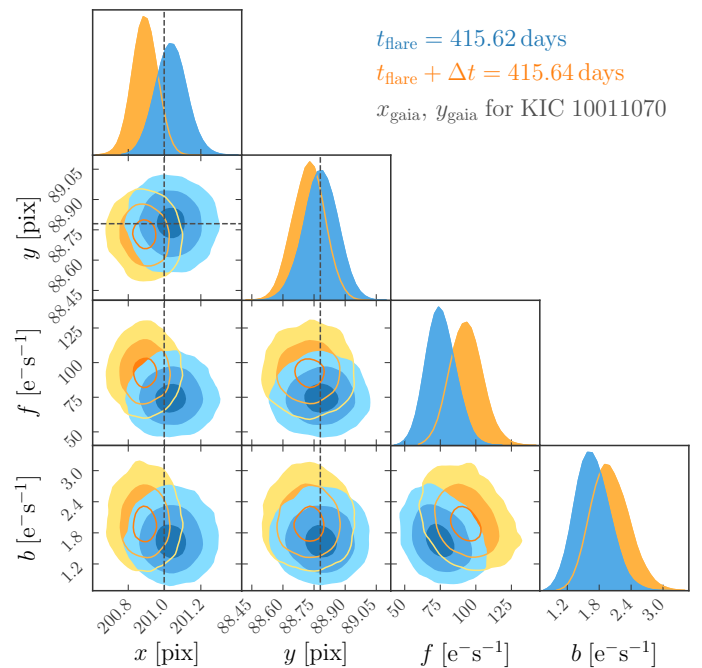 t_flare = 415.62 days
t_flare + Δt = 415.64 days
x_gaia, y_gaia for KIC 10011070
y [pix]
89.05
88.90
88.75
88.60
88.45
f [e⁻s⁻¹]
125
100
75
50
b [e⁻s⁻¹]
3.0
2.4
1.8
1.2
200.8 201.0 201.2 88.45 88.60 88.75 88.90 89.05 50 75 100 125 1.2 1.8 2.4 3.0
x [pix] y [pix] f [e⁻s⁻¹] b [e⁻s⁻¹]